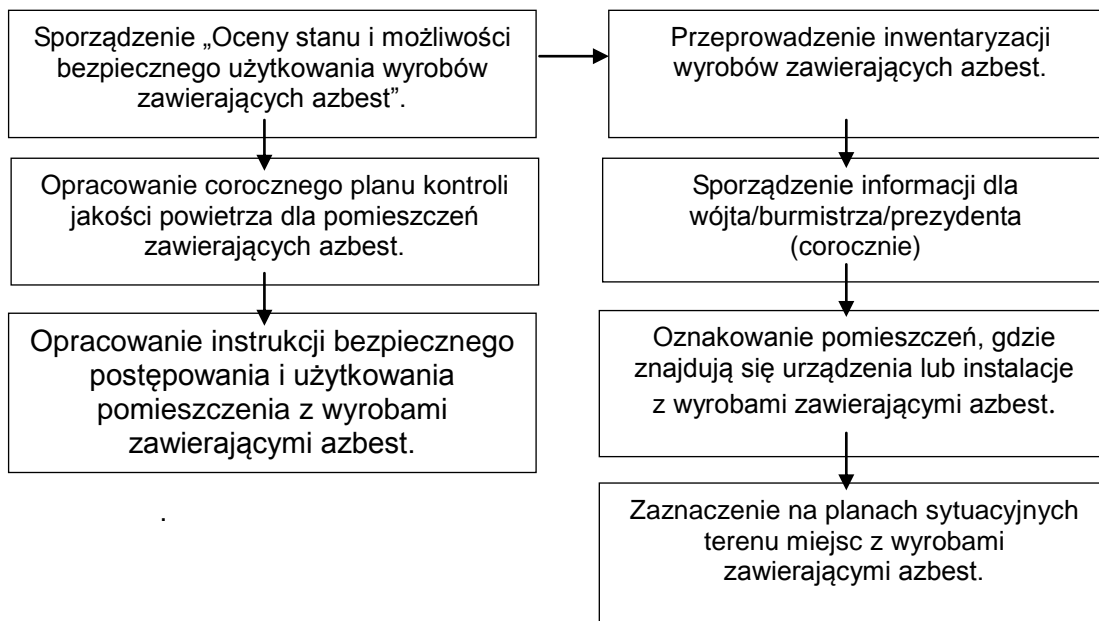 Sporządzenie „Oceny stanu i możliwości
bezpiecznego użytkowania wyrobów
zawierających azbest”.
Przeprowadzenie inwentaryzacji
wyrobów zawierających azbest.
Opracowanie corocznego planu kontroli
jakości powietrza dla pomieszczeń
zawierających azbest.
Sporządzenie informacji dla
wójta/burmistrza/prezydenta
(corocznie)
Opracowanie instrukcji bezpiecznego
postępowania i użytkowania
pomieszczenia z wyrobami
zawierającymi azbest.
Oznakowanie pomieszczeń, gdzie
znajdują się urządzenia lub instalacje
z wyrobami zawierającymi azbest.
.
Zaznaczenie na planach sytuacyjnych
terenu miejsc z wyrobami
zawierającymi azbest.